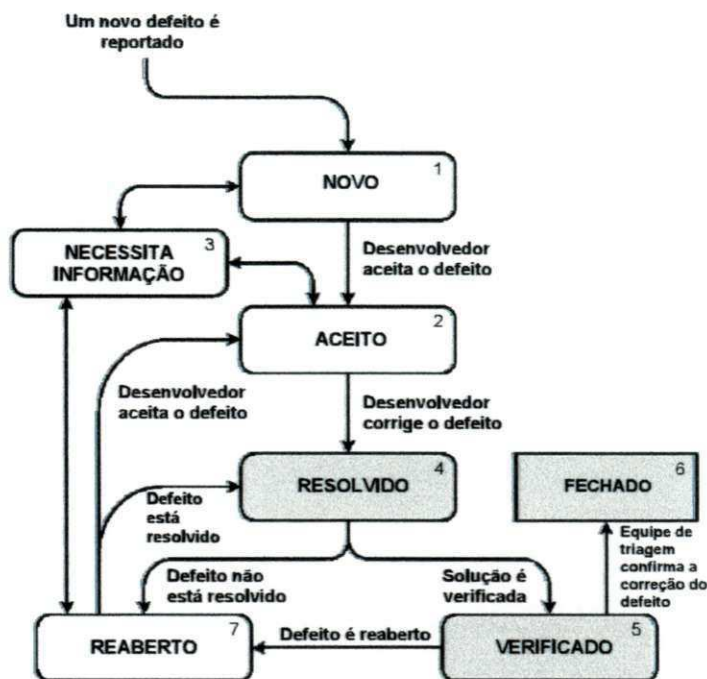 Um novo defeito é
reportado
1
NOVO
3
NECESSITA
INFORMAÇÃO
Desenvolvedor
aceita o defeito
2
ACEITO
Desenvolvedor
aceita o defeito
Desenvolvedor
corrige o defeito
4
RESOLVIDO
6
FECHADO
Defeito
está
resolvido
Equipe de
triagem
confirma a
correção do
defeito
Defeito não
está resolvido
Solução é
verificada
7
REABERTO
Defeito é reaberto
5
VERIFICADO